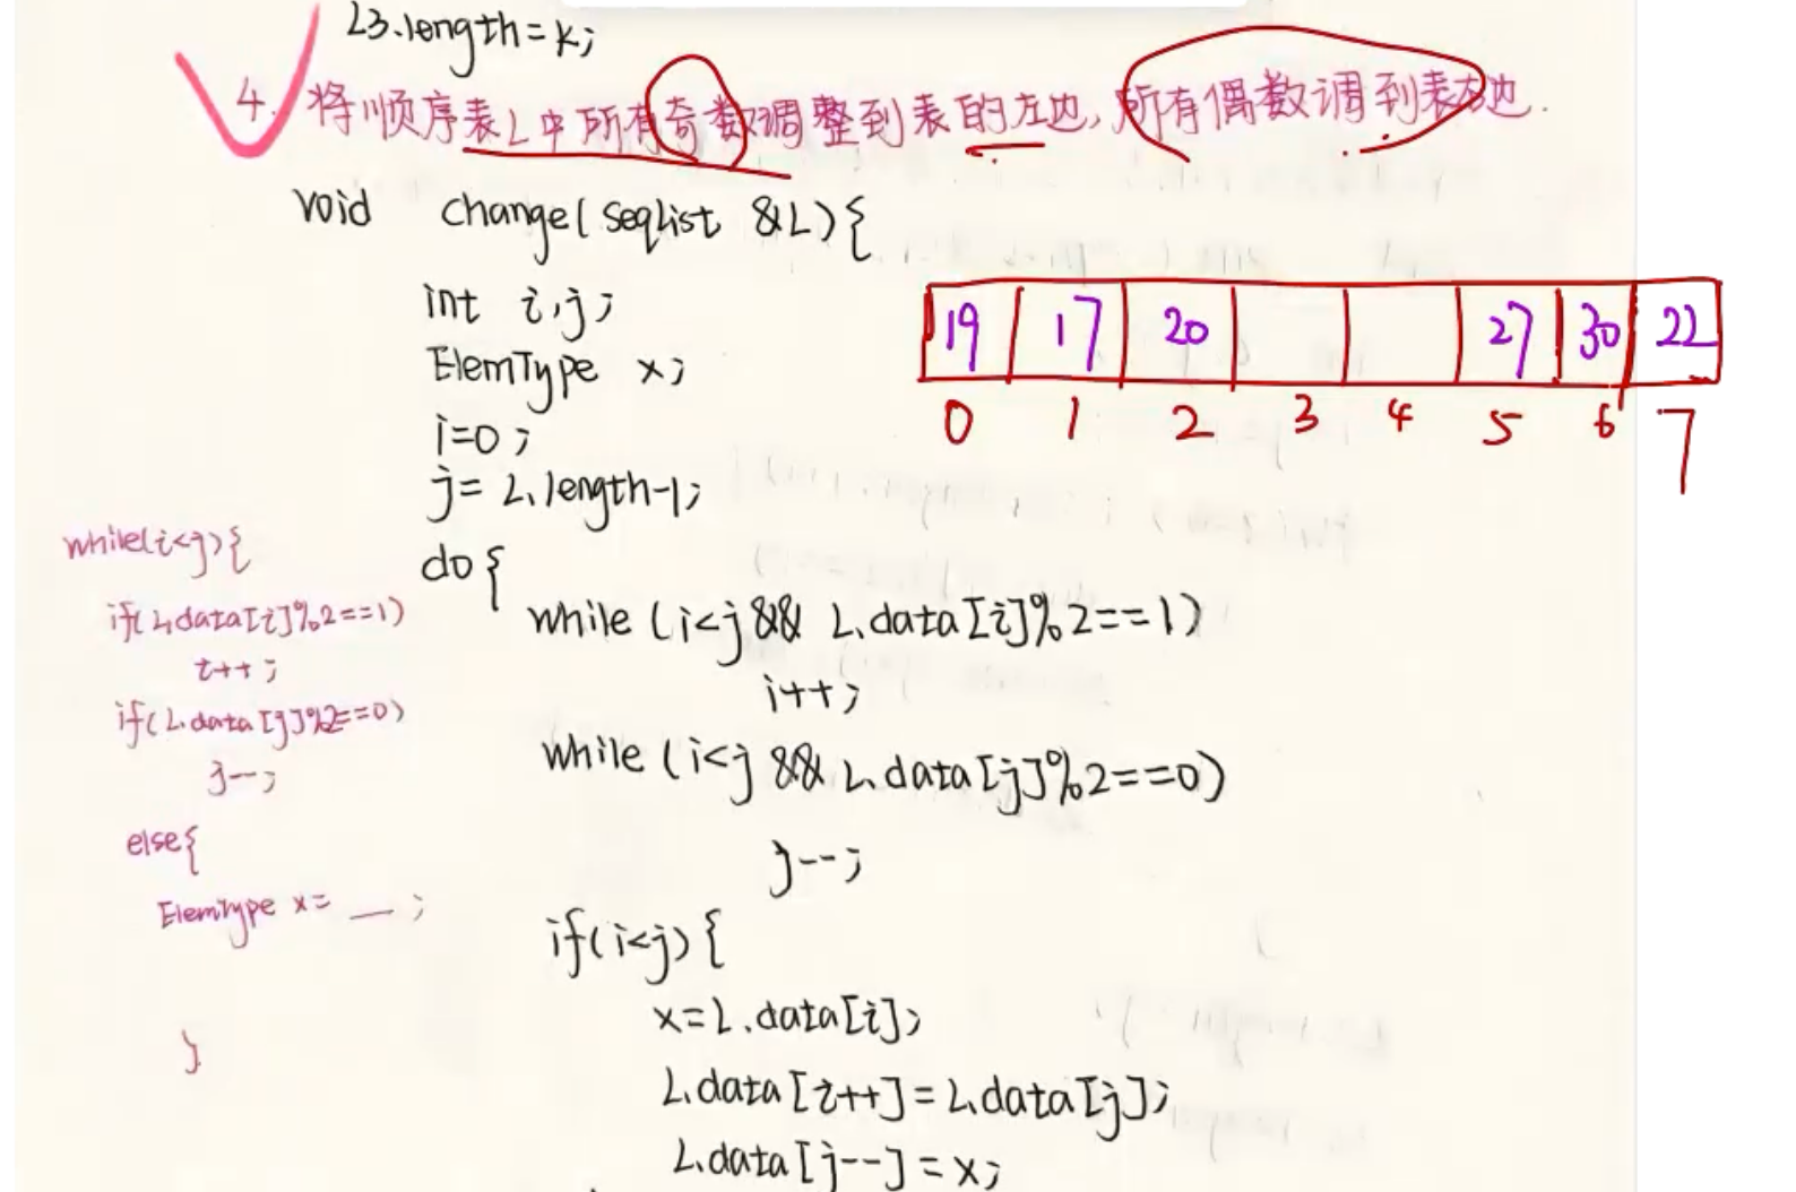 L3.length=k;
4. 将顺序表L中所有奇数调整到表的左边,所有偶数调到表右边.
void change(Seqlist &L){
int i,j;
ElemType x;
i=0;
j=L.length-1;
19 17 20 27 30 22
0 1 2 3 4 5 6 7
do{
while(i<j && L.data[i]%2==1)
i++;
while(i<j && L.data[j]%2==0)
j--;
if(i<j){
x=L.data[i];
L.data[i++]=L.data[j];
L.data[j--]=x;
while(i<j){
if(L.data[i]%2==1)
i++;
if(L.data[j]%2==0)
j--;
else{
ElemType x= __;
}